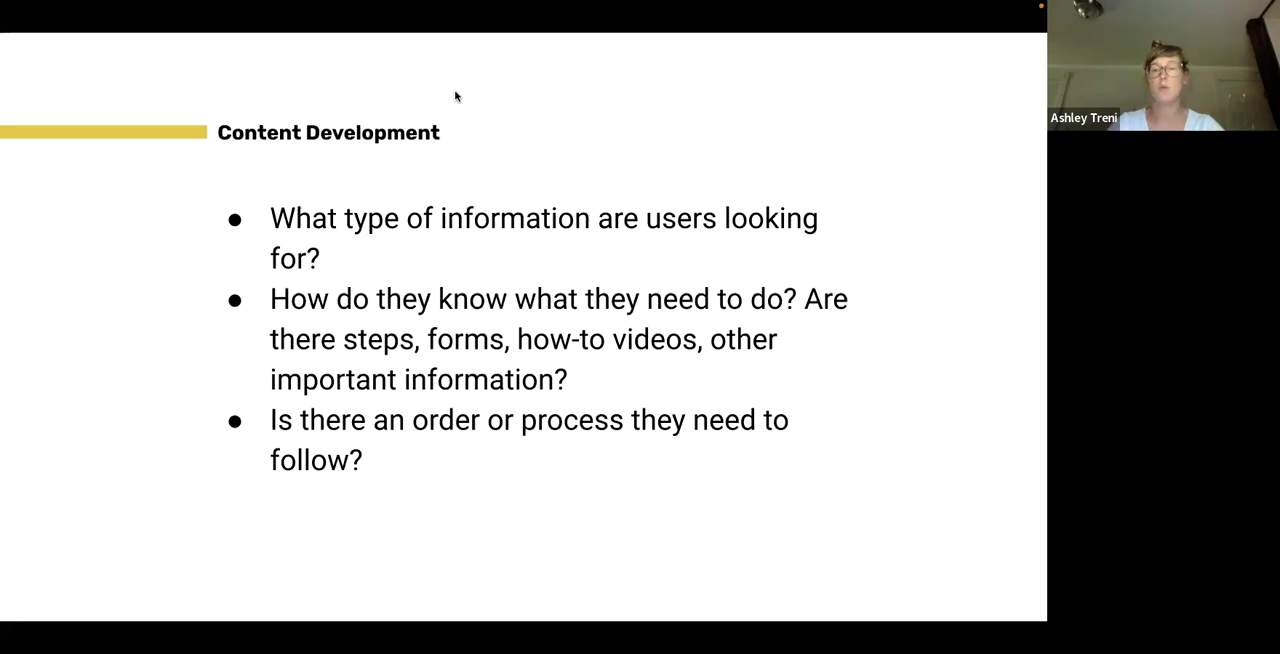 Content Development
● What type of information are users looking
for?
● How do they know what they need to do? Are
there steps, forms, how-to videos, other
important information?
● Is there an order or process they need to
follow?
Ashley Treni